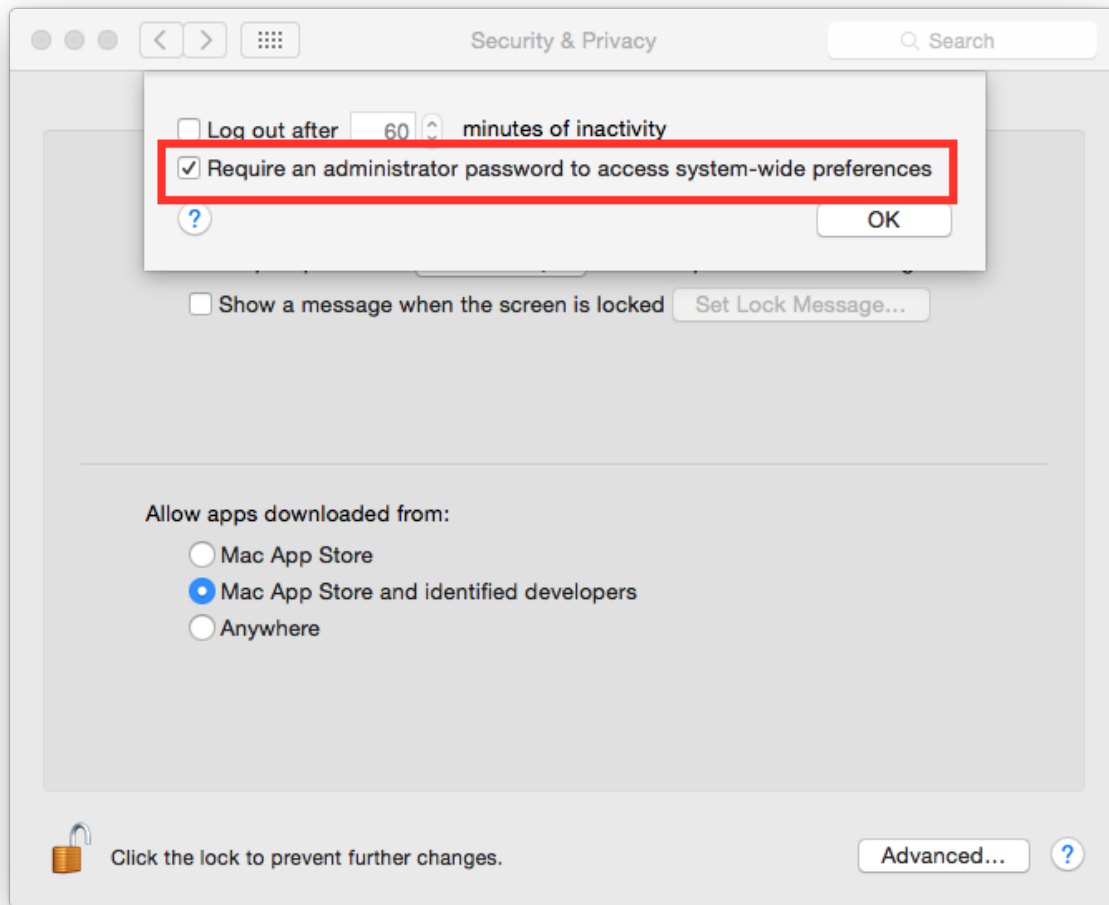 Security & Privacy
Search
Log out after 60 minutes of inactivity
Require an administrator password to access system-wide preferences
?
OK
Show a message when the screen is locked Set Lock Message...
Allow apps downloaded from:
Mac App Store
Mac App Store and identified developers
Anywhere
Click the lock to prevent further changes.
Advanced...
?